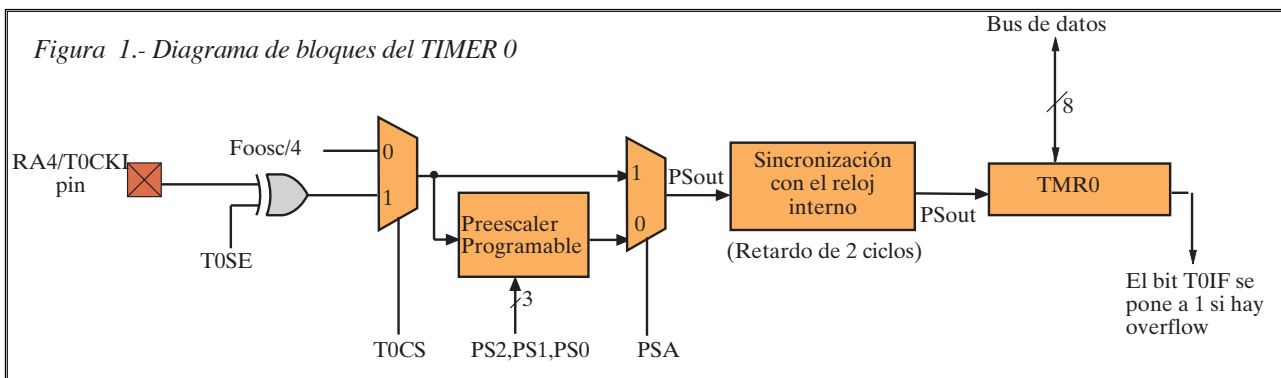 Figura 1.- Diagrama de bloques del TIMER 0
Bus de datos
8
RA4/T0CKI
pin
Foosc/4
0
1
T0SE
T0CS
Preescaler
Programable
3
PS2,PS1,PS0
1
0
PSA
PSout
Sincronización
con el reloj
interno
(Retardo de 2 ciclos)
PSout
TMR0
El bit T0IF se
pone a 1 si hay
overflow